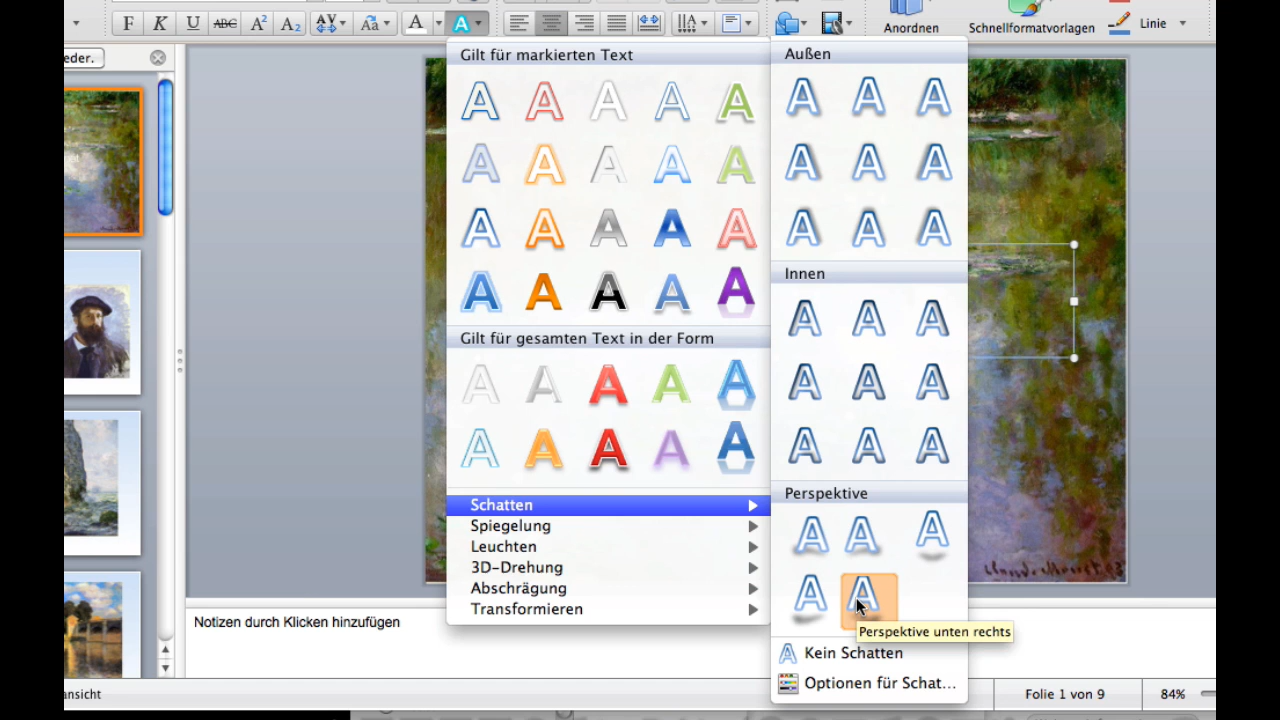 F K U ABC A² A₂ AV Aa A A
Anordnen
Schnellformatvorlagen
Linie
eder.
Gilt für markierten Text
Gilt für gesamten Text in der Form
Schatten
Spiegelung
Leuchten
3D-Drehung
Abschrägung
Transformieren
Außen
Innen
Perspektive
Perspektive unten rechts
Kein Schatten
Optionen für Schat...
Notizen durch Klicken hinzufügen
ansicht
Folie 1 von 9
84%